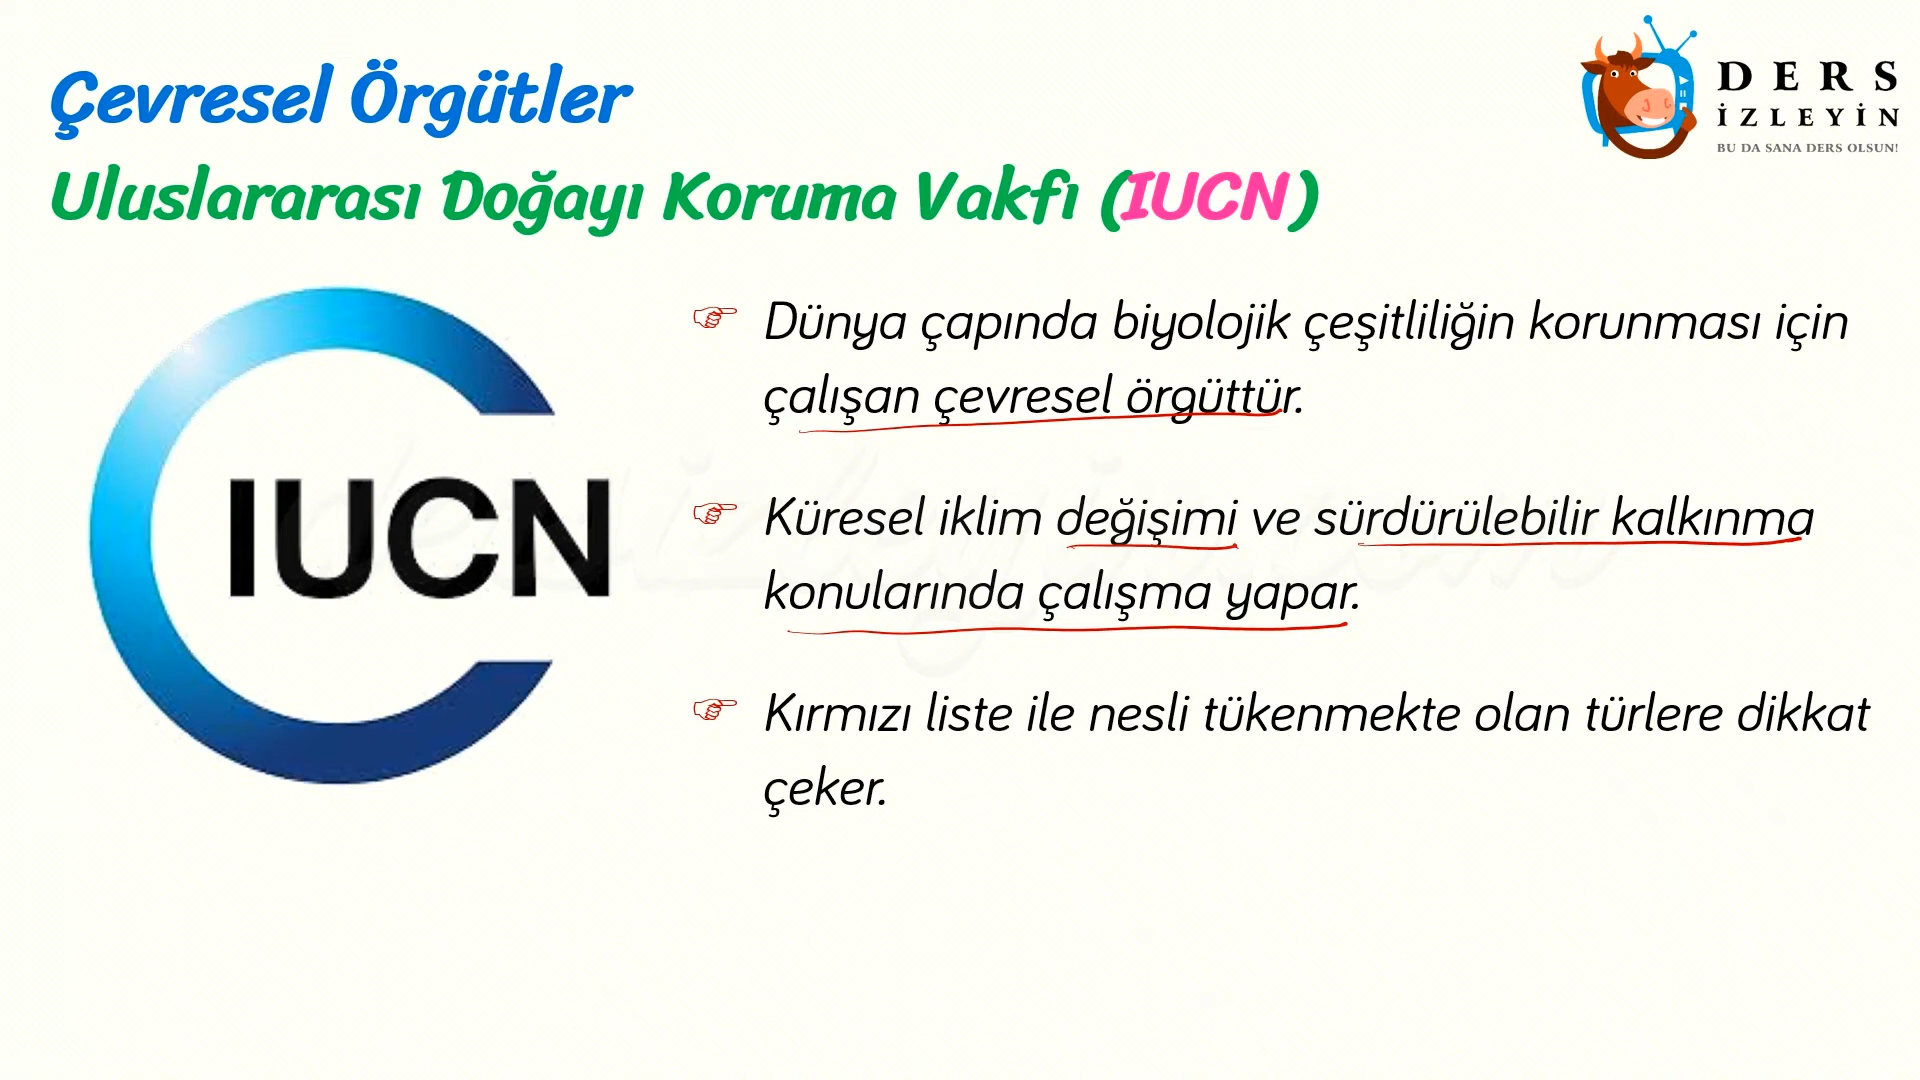 Çevresel Örgütler
DERS
İZLEYİN
BU DA SANA DERS OLSUN!
Uluslararası Doğayı Koruma Vakfı (IUCN)
IUCN
Dünya çapında biyolojik çeşitliliğin korunması için
çalışan çevresel örgüttür.
Küresel iklim değişimi ve sürdürülebilir kalkınma
konularında çalışma yapar.
Kırmızı liste ile nesli tükenmekte olan türlere dikkat
çeker.